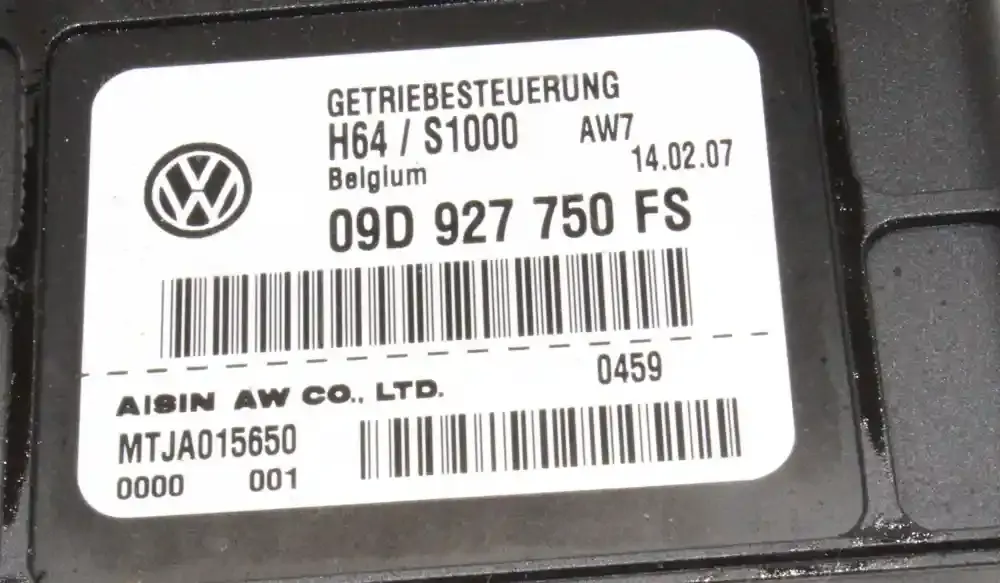 GETRIEBESTEUERUNG
H64 / S1000 AW7
Belgium 14.02.07
09D 927 750 FS
0459
AISIN AW CO., LTD.
MTJA015650
0000 001